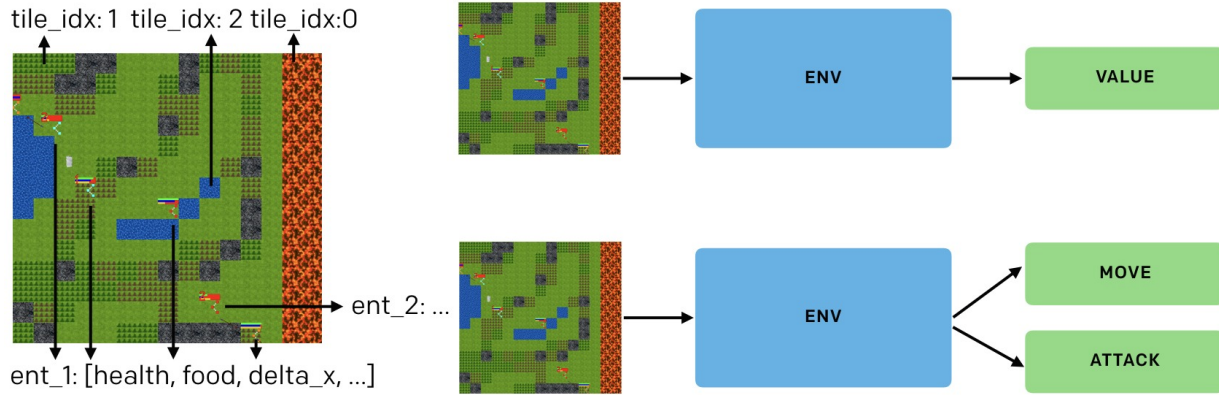 tile_idx: 1 tile_idx: 2 tile_idx:0
ent_2: ...
ent_1: [health, food, delta_x, ...]
ENV
VALUE
ENV
MOVE
ATTACK